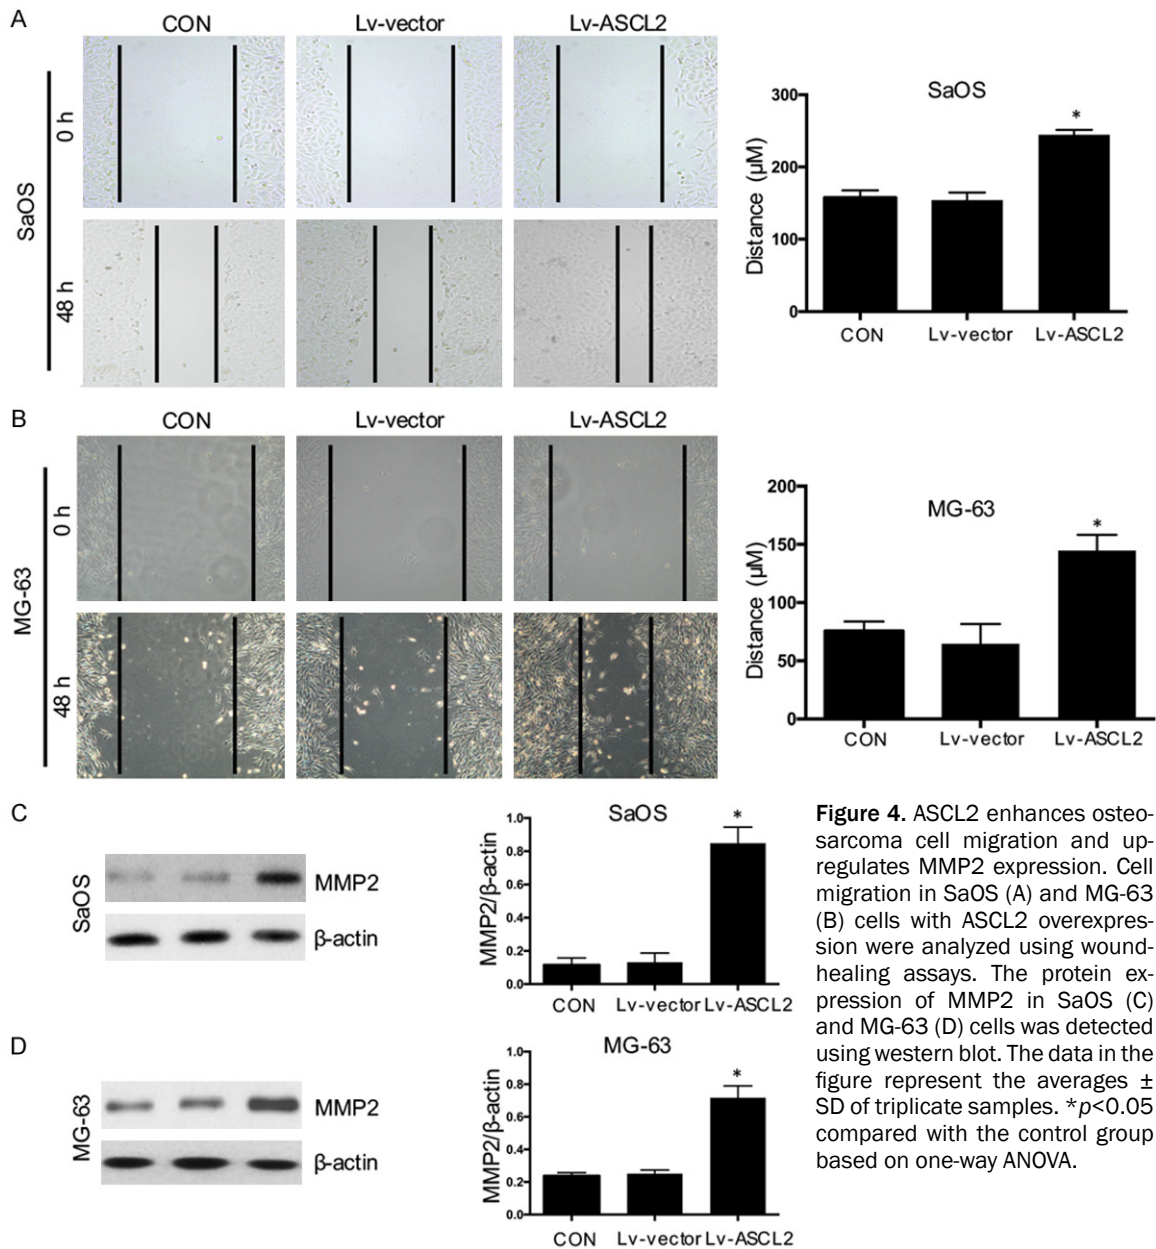 A
CON
Lv-vector
Lv-ASCL2
SaOS
0 h
48 h
SaOS
Distance (µM)
300
200
100
0
CON
Lv-vector
Lv-ASCL2
*
B
CON
Lv-vector
Lv-ASCL2
MG-63
0 h
48 h
MG-63
Distance (µM)
200
150
100
50
0
CON
Lv-vector
Lv-ASCL2
*
C
SaOS
MMP2
β-actin
SaOS
MMP2/β-actin
1.0
0.8
0.6
0.4
0.2
0.0
CON
Lv-vector
Lv-ASCL2
*
D
MG-63
MMP2
β-actin
MG-63
MMP2/β-actin
1.0
0.8
0.6
0.4
0.2
0.0
CON
Lv-vector
Lv-ASCL2
*
Figure 4. ASCL2 enhances osteo-
sarcoma cell migration and up-
regulates MMP2 expression. Cell
migration in SaOS (A) and MG-63
(B) cells with ASCL2 overexpres-
sion were analyzed using wound-
healing assays. The protein ex-
pression of MMP2 in SaOS (C)
and MG-63 (D) cells was detected
using western blot. The data in the
figure represent the averages ±
SD of triplicate samples. *p<0.05
compared with the control group
based on one-way ANOVA.